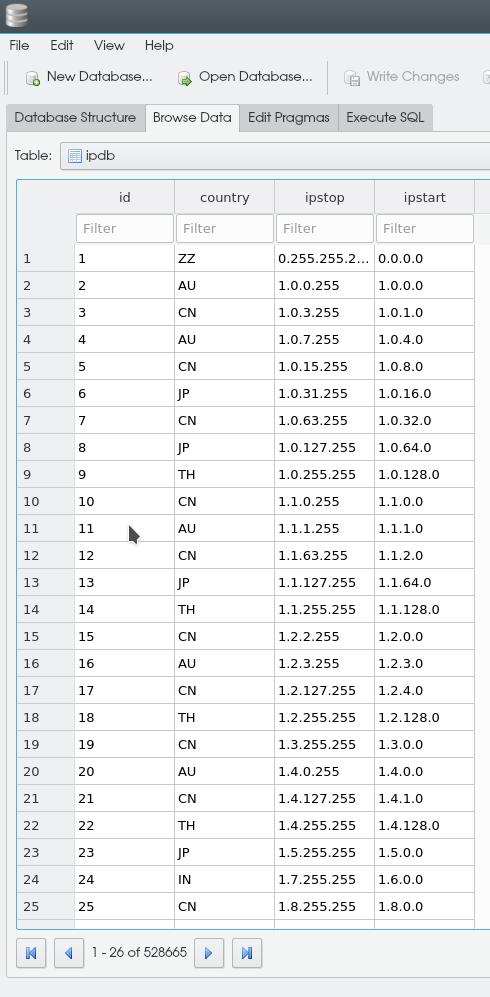 File Edit View Help
New Database... Open Database... Write Changes
Database Structure Browse Data Edit Pragmas Execute SQL
Table: ipdb
id country ipstop ipstart
Filter Filter Filter Filter
1 1 ZZ 0.255.255.2... 0.0.0.0
2 2 AU 1.0.0.255 1.0.0.0
3 3 CN 1.0.3.255 1.0.1.0
4 4 AU 1.0.7.255 1.0.4.0
5 5 CN 1.0.15.255 1.0.8.0
6 6 JP 1.0.31.255 1.0.16.0
7 7 CN 1.0.63.255 1.0.32.0
8 8 JP 1.0.127.255 1.0.64.0
9 9 TH 1.0.255.255 1.0.128.0
10 10 CN 1.1.0.255 1.1.0.0
11 11 AU 1.1.1.255 1.1.1.0
12 12 CN 1.1.63.255 1.1.2.0
13 13 JP 1.1.127.255 1.1.64.0
14 14 TH 1.1.255.255 1.1.128.0
15 15 CN 1.2.2.255 1.2.0.0
16 16 AU 1.2.3.255 1.2.3.0
17 17 CN 1.2.127.255 1.2.4.0
18 18 TH 1.2.255.255 1.2.128.0
19 19 CN 1.3.255.255 1.3.0.0
20 20 AU 1.4.0.255 1.4.0.0
21 21 CN 1.4.127.255 1.4.1.0
22 22 TH 1.4.255.255 1.4.128.0
23 23 JP 1.5.255.255 1.5.0.0
24 24 IN 1.7.255.255 1.6.0.0
25 25 CN 1.8.255.255 1.8.0.0
1 - 26 of 528665